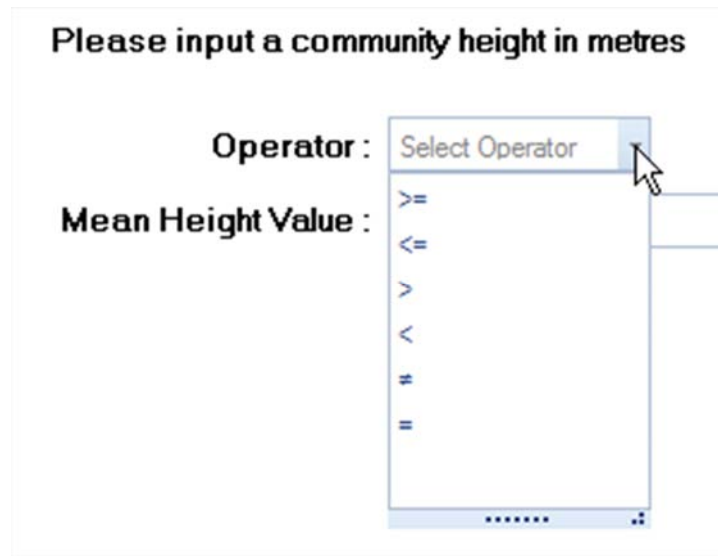 Please input a community height in metres
Operator : Select Operator
>=
Mean Height Value :
<=
>
<
≠
=